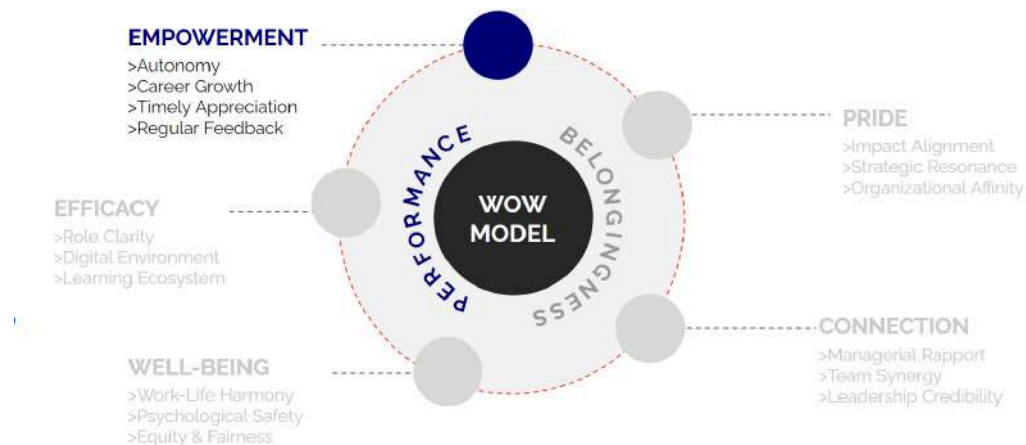 EMPOWERMENT
>Autonomy
>Career Growth
>Timely Appreciation
>Regular Feedback
PRIDE
>Impact Alignment
>Strategic Resonance
>Organizational Affinity
EFFICACY
>Role Clarity
>Digital Environment
>Learning Ecosystem
PERFORMANCE
WOW
MODEL
BELONGINGNESS
CONNECTION
>Managerial Rapport
>Team Synergy
>Leadership Credibility
WELL-BEING
>Work-Life Harmony
>Psychological Safety
>Equity & Fairness